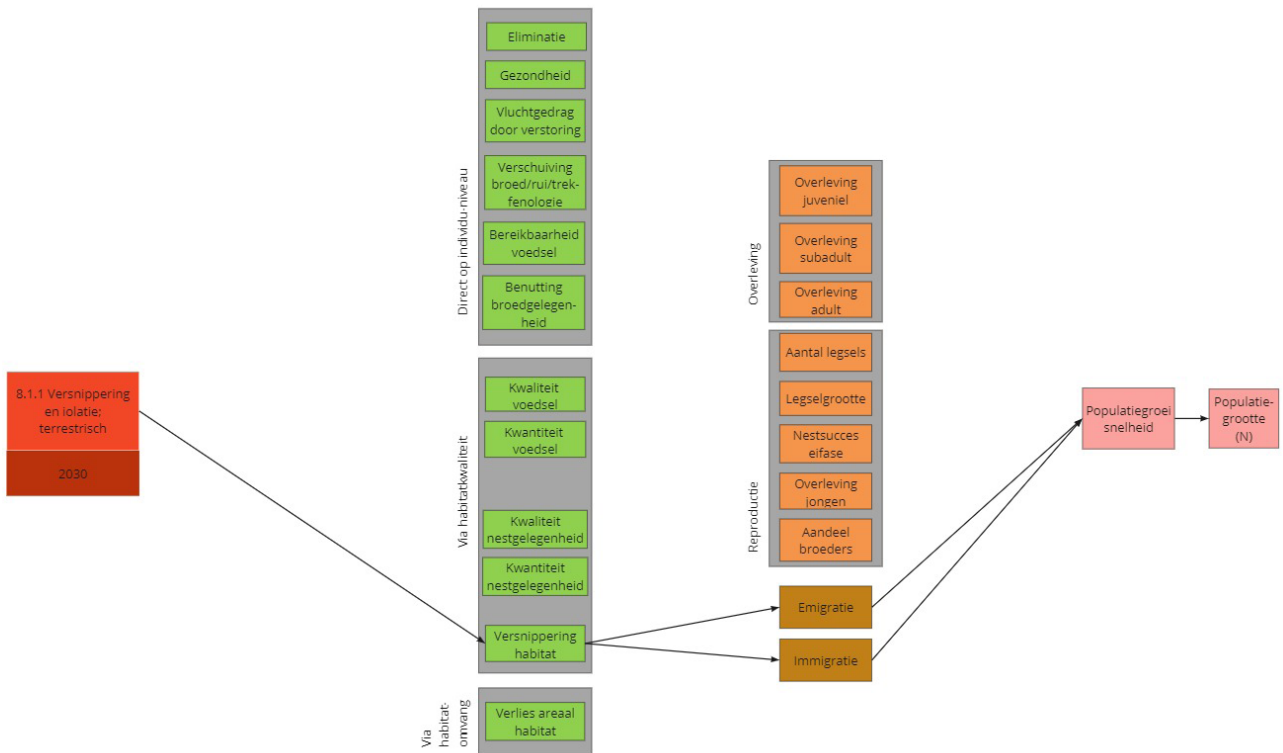 8.1.1 Versnippering
en iolatie;
terrestrisch
2030
Direct op individu-niveau
Eliminatie
Gezondheid
Vluchtgedrag
door verstoring
Verschuiving
broed/rui/trek-
fenologie
Bereikbaarheid
voedsel
Benutting
broedgelegen-
heid
Via habitatkwaliteit
Kwaliteit
voedsel
Kwantiteit
voedsel
Kwaliteit
nestgelegenheid
Kwantiteit
nestgelegenheid
Versnippering
habitat
Via
habitat-
omvang
Verlies areaal
habitat
Overleving
Overleving
juveniel
Overleving
subadult
Overleving
adult
Reproductie
Aantal legsels
Legselgrootte
Nestsucces
eifase
Overleving
jongen
Aandeel
broeders
Emigratie
Immigratie
Populatiegroei
snelheid
Populatie-
grootte
(N)